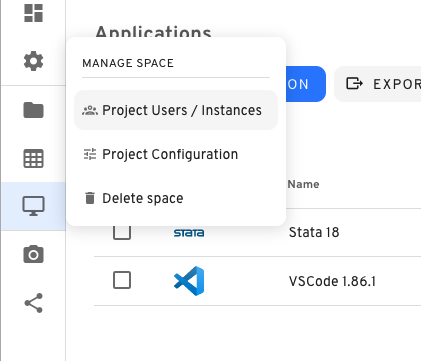 Applications
MANAGE SPACE
ON
EXPOR
Project Users / Instances
Project Configuration
Name
Delete space
STATA
Stata 18
VSCode 1.86.1